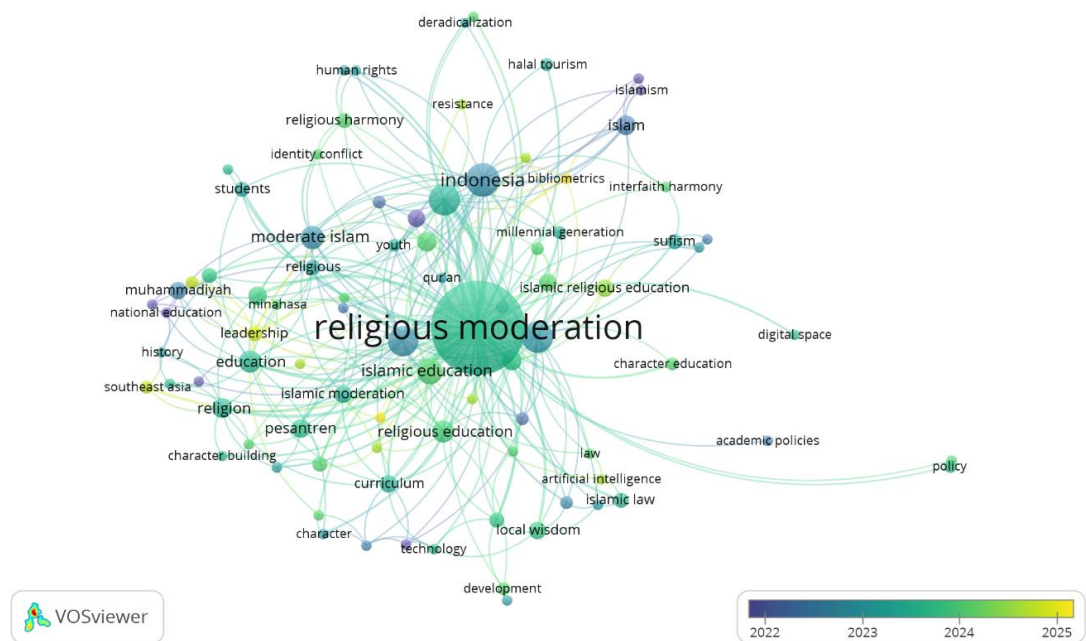 deradicalization
human rights
halal tourism
islamism
resistance
religious harmony
islam
identity conflict
students
indonesia
bibliometrics
interfaith harmony
moderate islam
youth
millennial generation
sufism
religious
qur'an
muhammadiyah
minahasa
islamic religious education
national education
leadership
religious moderation
digital space
history
education
islamic education
character education
southeast asia
islamic moderation
religion
pesantren
religious education
academic policies
character building
law
policy
curriculum
artificial intelligence
islamic law
character
technology
local wisdom
development
VOSviewer
2022
2023
2024
2025